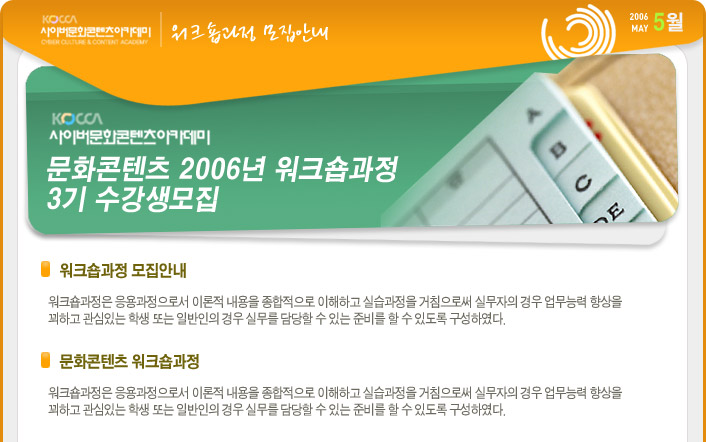 KOCCA
사이버문화콘텐츠아카데미
CYBER CULTURE & CONTENT ACADEMY
워크숍과정 모집안내
2006
MAY
5월
KOCCA
사이버문화콘텐츠아카데미
문화콘텐츠 2006년 워크숍과정
3기 수강생모집
A
B
C
DE
워크숍과정 모집안내
워크숍과정은 응용과정으로서 이론적 내용을 종합적으로 이해하고 실습과정을 거침으로써 실무자의 경우 업무능력 향상을
꾀하고 관심있는 학생 또는 일반인의 경우 실무를 담당할 수 있는 준비를 할 수 있도록 구성하였다.
문화콘텐츠 워크숍과정
워크숍과정은 응용과정으로서 이론적 내용을 종합적으로 이해하고 실습과정을 거침으로써 실무자의 경우 업무능력 향상을
꾀하고 관심있는 학생 또는 일반인의 경우 실무를 담당할 수 있는 준비를 할 수 있도록 구성하였다.